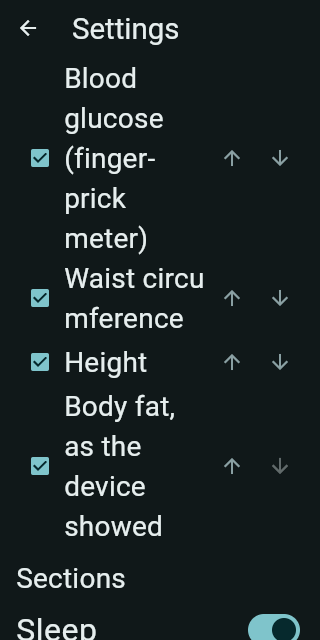 Settings
Blood
glucose
(finger-
prick
meter)
Waist circu
mference
Height
Body fat,
as the
device
showed
Sections
Sleep